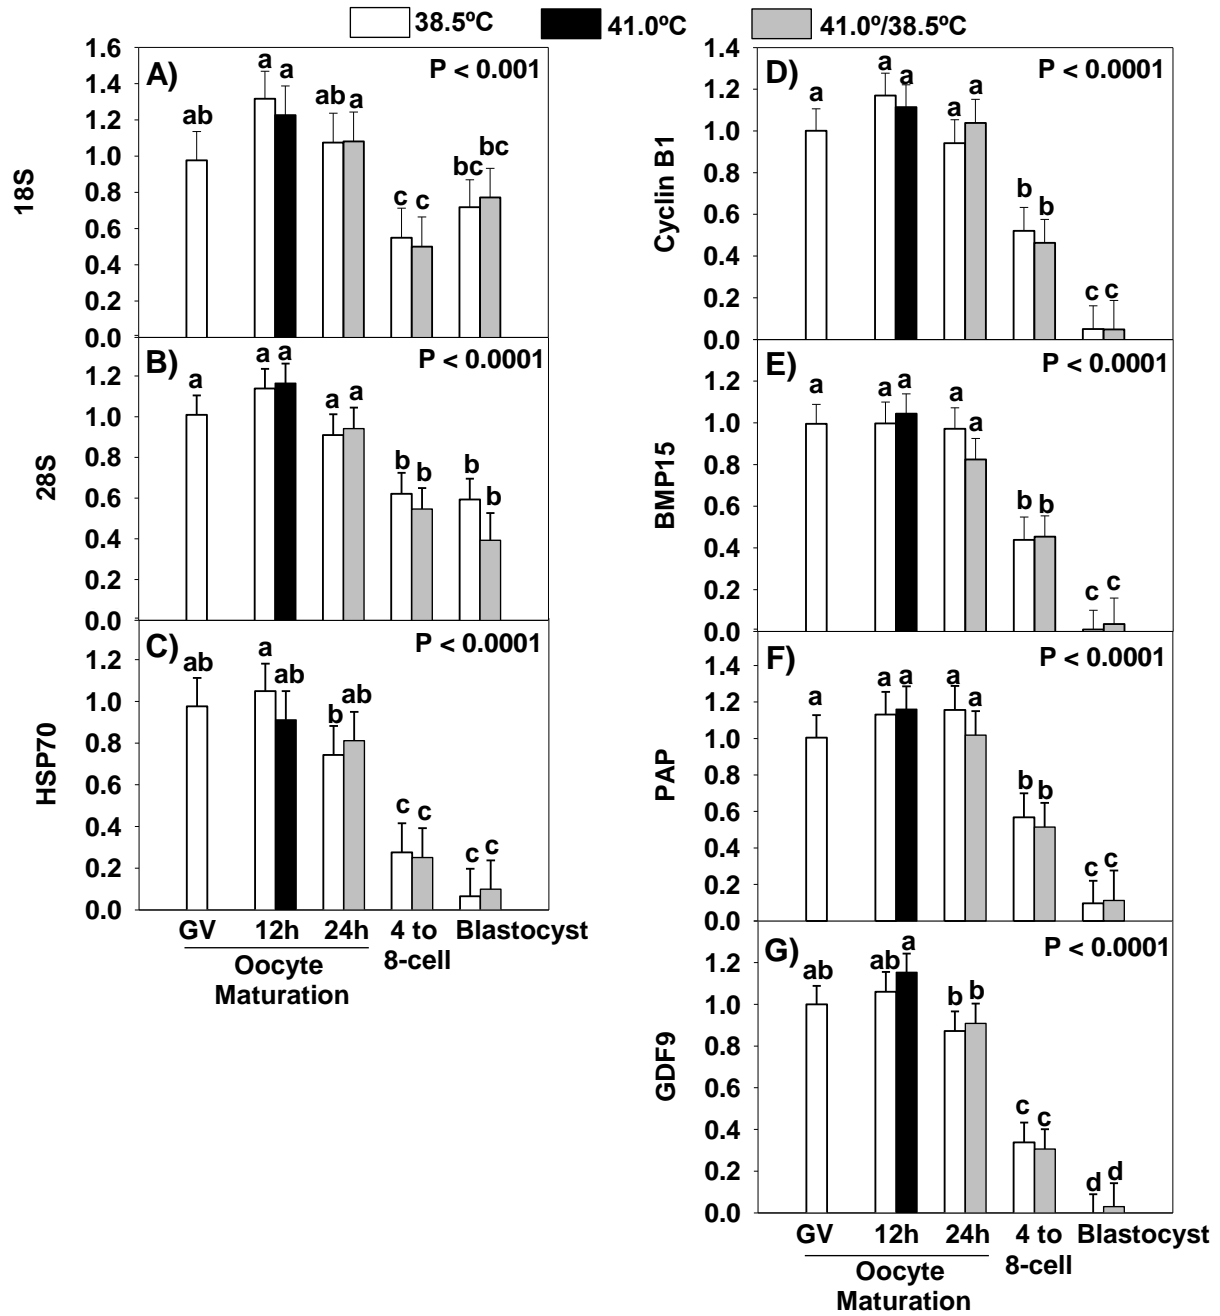 38.5ºC 41.0ºC 41.0º/38.5ºC
A) P < 0.001
18S
1.6
1.4
1.2
1.0
0.8
0.6
0.4
0.2
0.0
ab a a ab a c c bc bc
B) P < 0.0001
28S
1.2
1.0
0.8
0.6
0.4
0.2
0.0
a a a a a b b b b
C) P < 0.0001
HSP70
1.2
1.0
0.8
0.6
0.4
0.2
0.0
ab a ab b ab c c c c
GV 12h 24h 4 to Blastocyst
8-cell
Oocyte
Maturation
D) P < 0.0001
Cyclin B1
1.4
1.2
1.0
0.8
0.6
0.4
0.2
0.0
a a a a a b b c c
E) P < 0.0001
BMP15
1.2
1.0
0.8
0.6
0.4
0.2
0.0
a a a a a b b c c
F) P < 0.0001
PAP
1.4
1.2
1.0
0.8
0.6
0.4
0.2
0.0
a a a a a b b c c
G) P < 0.0001
GDF9
1.2
1.0
0.8
0.6
0.4
0.2
0.0
ab ab a b b c c d d
GV 12h 24h 4 to Blastocyst
8-cell
Oocyte
Maturation